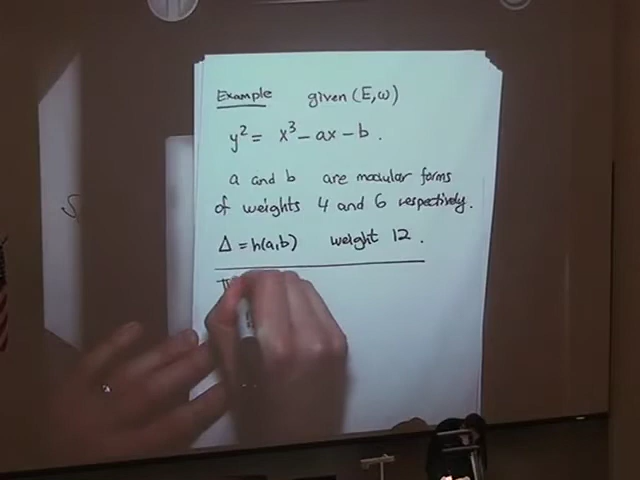 Example given (E,ω)
y² = x³ - ax - b.
a and b are modular forms
of weights 4 and 6 respectively.
Δ = h(a,b) weight 12.